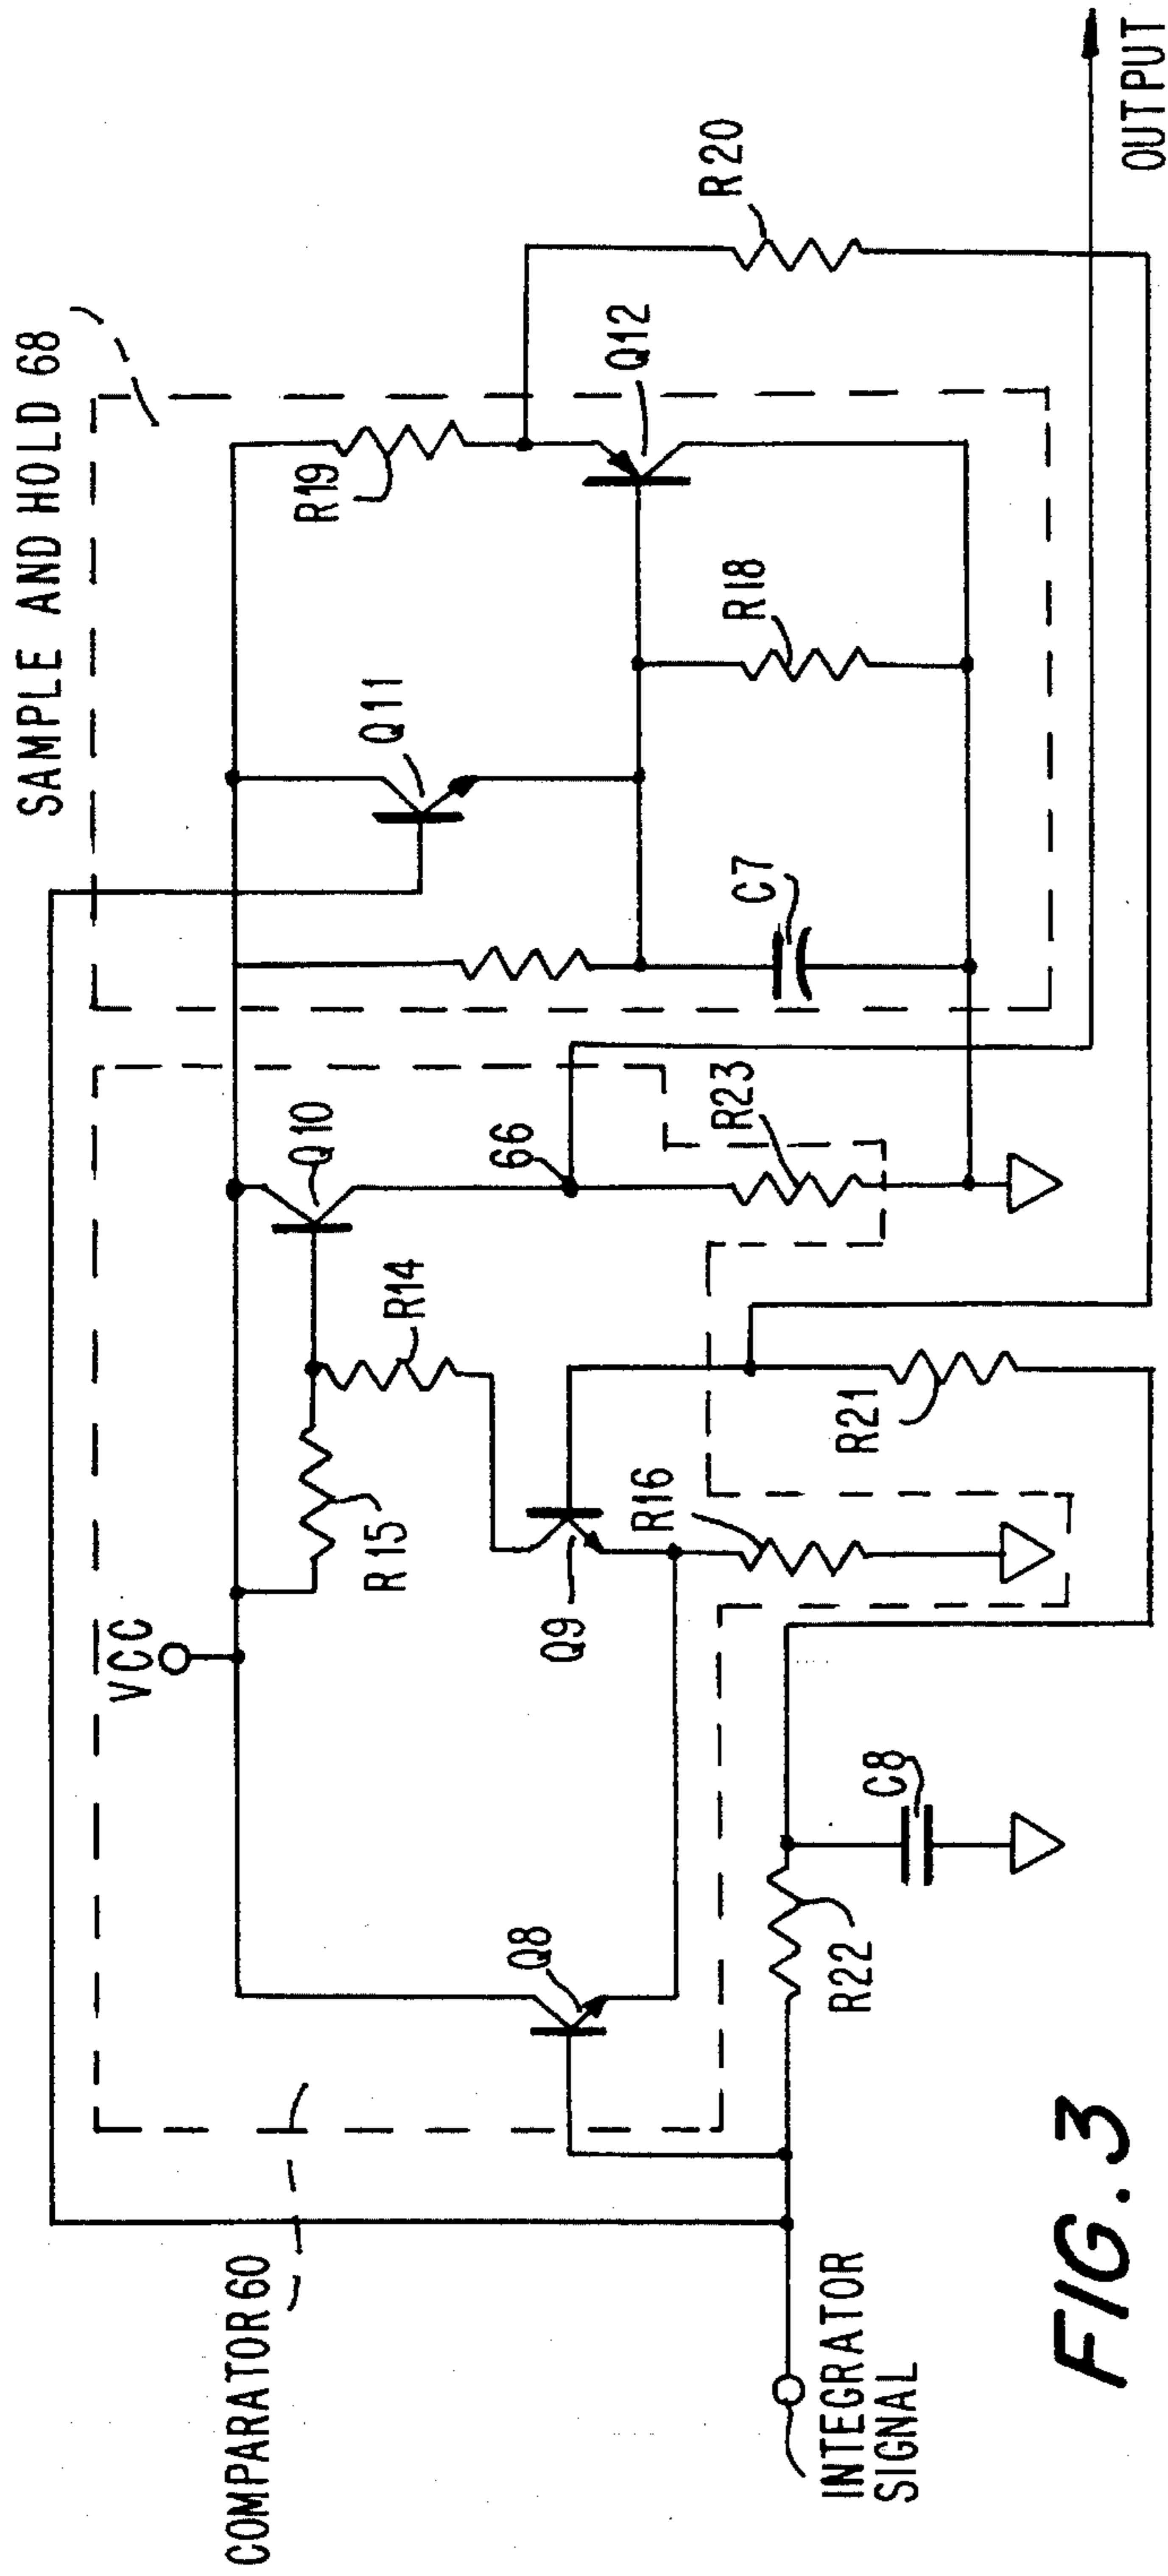 SAMPLE AND HOLD 68
COMPARATOR 60
VCC
Q10
Q11
R19
Q12
R20
R15
R14
66
Q8
Q9
R16
R23
C7
R18
R22
C8
R21
INTEGRATOR
SIGNAL
OUTPUT
FIG. 3